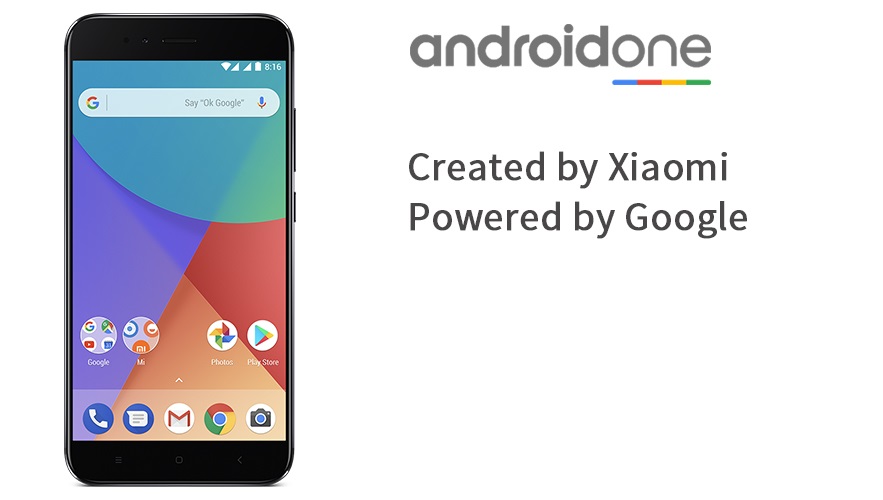 androidone
Created by Xiaomi
Powered by Google
8:16
Say "Ok Google"
Google
Mi
Photos
Play Store